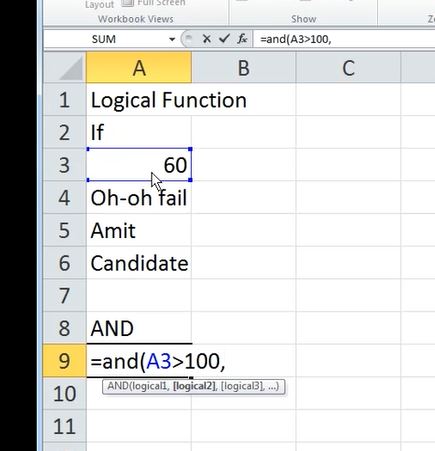 Layout Full Screen
Workbook Views Show
SUM fx =and(A3>100,
A B C
1 Logical Function
2 If
3 60
4 Oh-oh fail
5 Amit
6 Candidate
7
8 AND
9 =and(A3>100,
AND(logical1, [logical2], [logical3], ...)
10
11